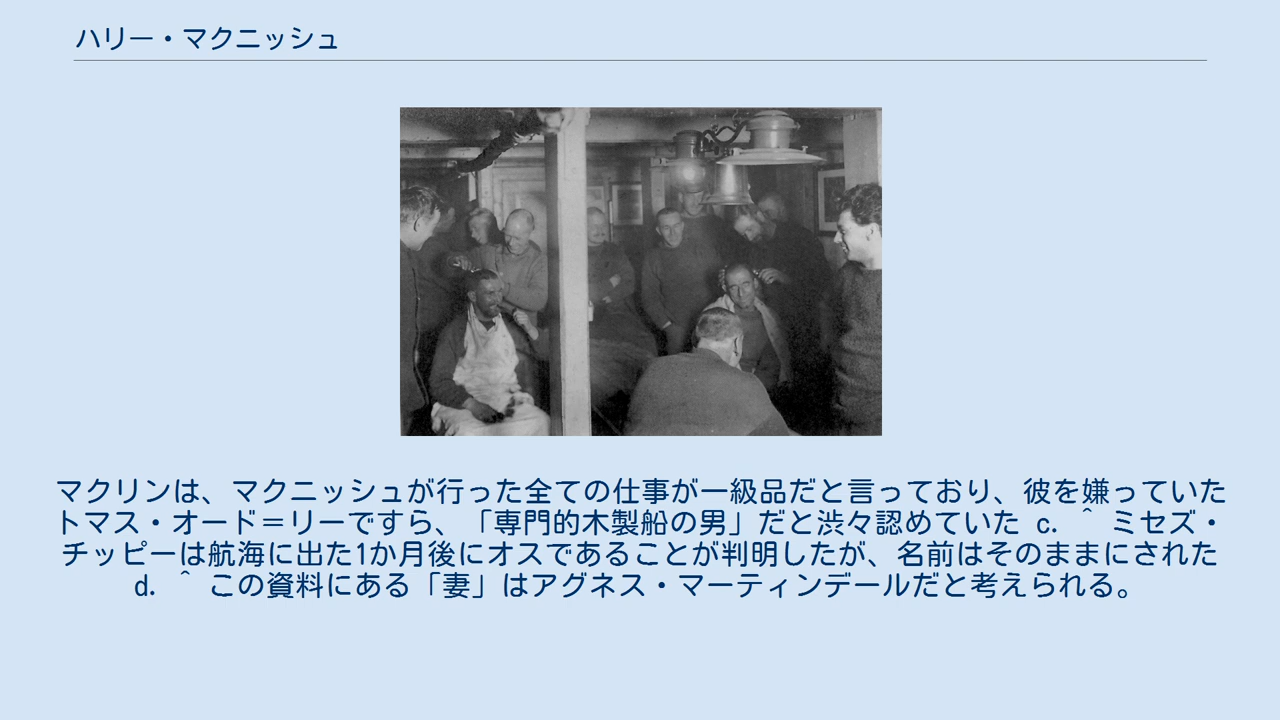 ハリー・マクニッシュ
マクリンは、マクニッシュが行った全ての仕事が一級品だと言っており、彼を嫌っていた
トマス・オード＝リーですら、「専門的木製船の男」だと渋々認めていた c. ^ ミセズ・
チッピーは航海に出た1か月後にオスであることが判明したが、名前はそのままにされた
d. ^ この資料にある「妻」はアグネス・マーティンデールだと考えられる。